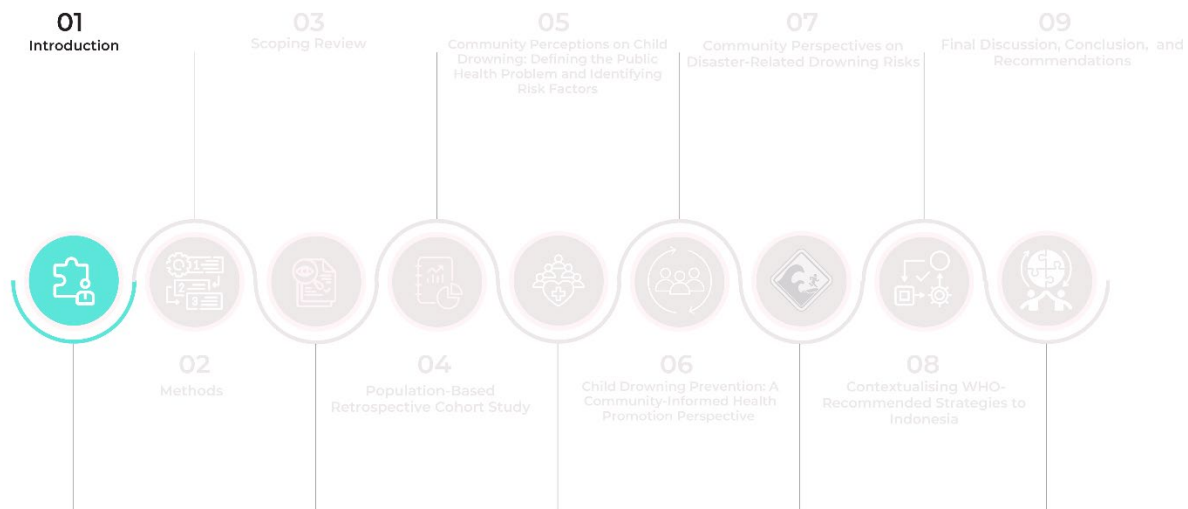 01
Introduction
03
Scoping Review
05
Community Perceptions on Child
Drowning: Defining the Public
Health Problem and Identifying
Risk Factors
07
Community Perspectives on
Disaster-Related Drowning Risks
09
Final Discussion, Conclusion, and
Recommendations
1
2
3
02
Methods
04
Population-Based
Retrospective Cohort Study
06
Child Drowning Prevention: A
Community-Informed Health
Promotion Perspective
08
Contextualising WHO-
Recommended Strategies to
Indonesia